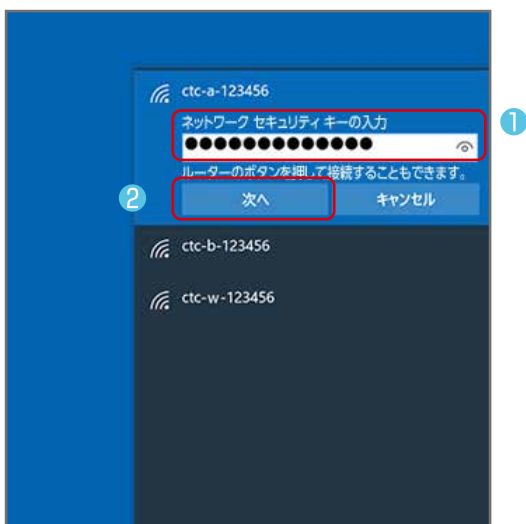 ctc-a-123456
ネットワーク セキュリティ キーの入力
●●●●●●●●●●●●●
①
ルーターのボタンを押して接続することもできます。
②
次へ
キャンセル
ctc-b-123456
ctc-w-123456